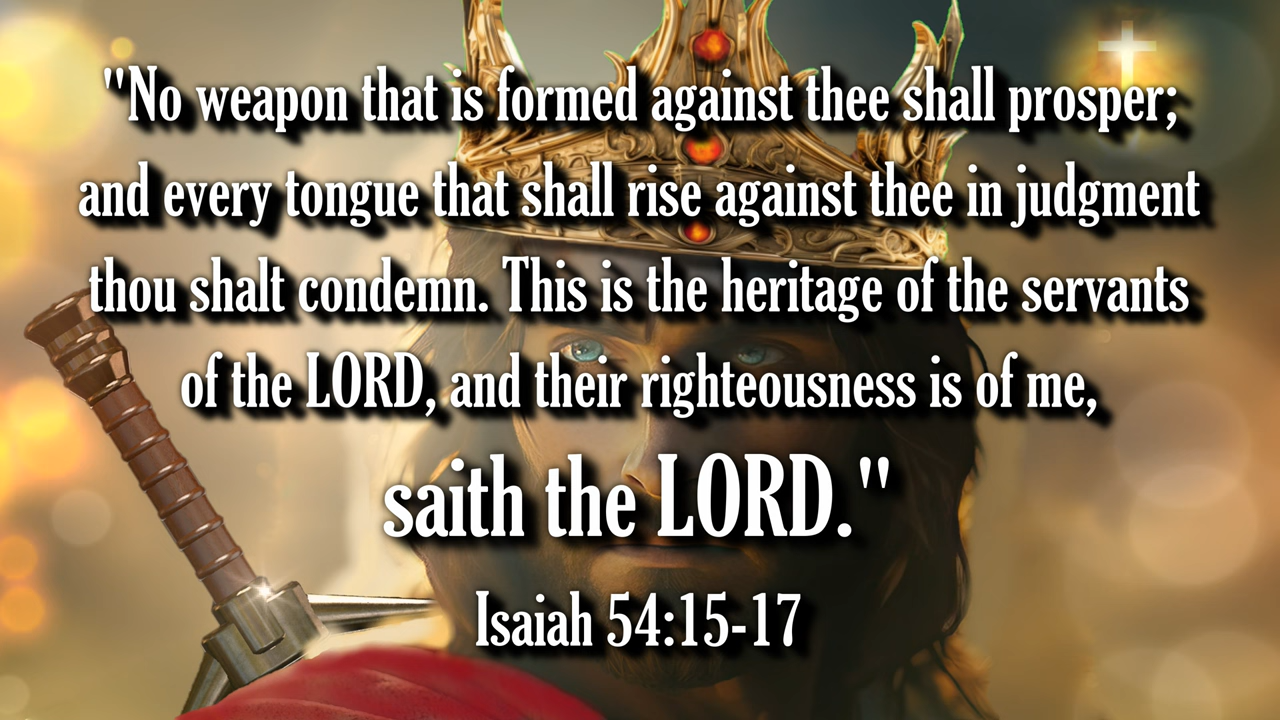 "No weapon that is formed against thee shall prosper;
and every tongue that shall rise against thee in judgment
thou shalt condemn. This is the heritage of the servants
of the LORD, and their righteousness is of me,
saith the LORD."
Isaiah 54:15-17